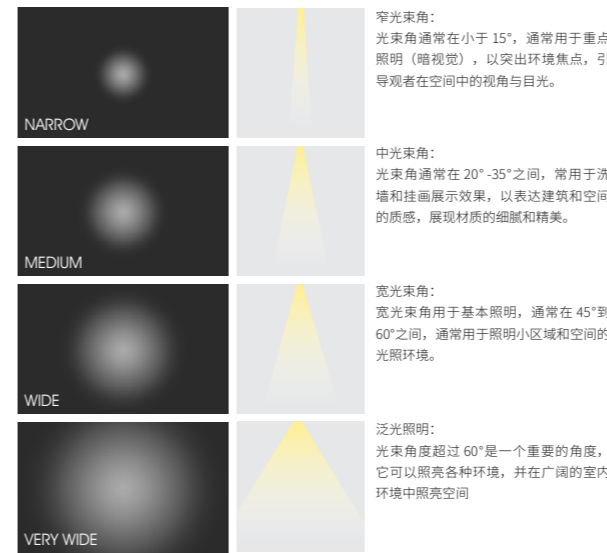 窄光束角：
光束角通常在小于 15°，通常用于重点
照明（暗视觉），以突出环境焦点，引
导观者在空间中的视角与目光。
NARROW
中光束角：
光束角通常在 20° -35°之间，常用于洗
墙和挂画展示效果，以表达建筑和空间
的质感，展现材质的细腻和精美。
MEDIUM
宽光束角：
宽光束角用于基本照明，通常在 45°到
60°之间，通常用于照明小区域和空间的
光照环境。
WIDE
泛光照明：
光束角度超过 60°是一个重要的角度，
它可以照亮各种环境，并在广阔的室内
环境中照亮空间
VERY WIDE